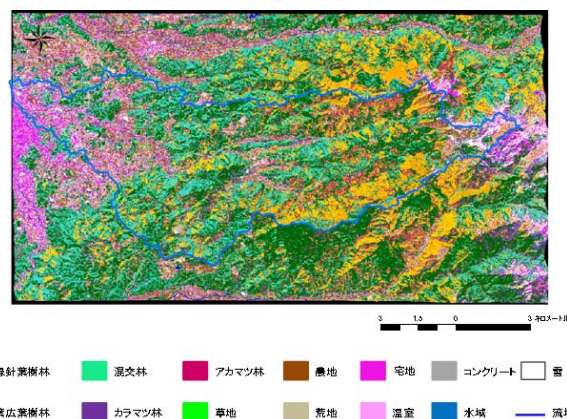 3 1.5 0 3 キロメートル
緑針葉樹林 混交林 アカマツ林 農地 宅地 コンクリート 雪
葉広葉樹林 カラマツ林 草地 荒地 温室 水域 流域